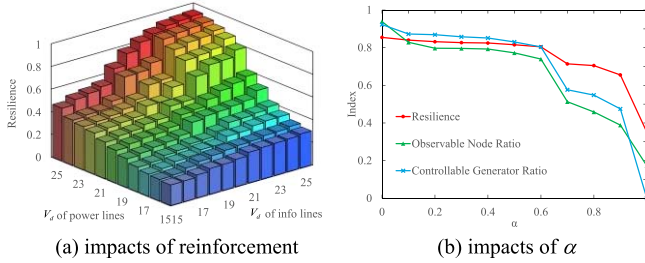 Resilience
1
0.8
0.6
0.4
0.2
0
25
23
21
19
17
1515
17
19
21
23
25
V_d of power lines
V_d of info lines
(a) impacts of reinforcement
Index
1
0.8
0.6
0.4
0.2
0
Resilience
Observable Node Ratio
Controllable Generator Ratio
0 0.2 0.4 0.6 0.8
α
(b) impacts of α